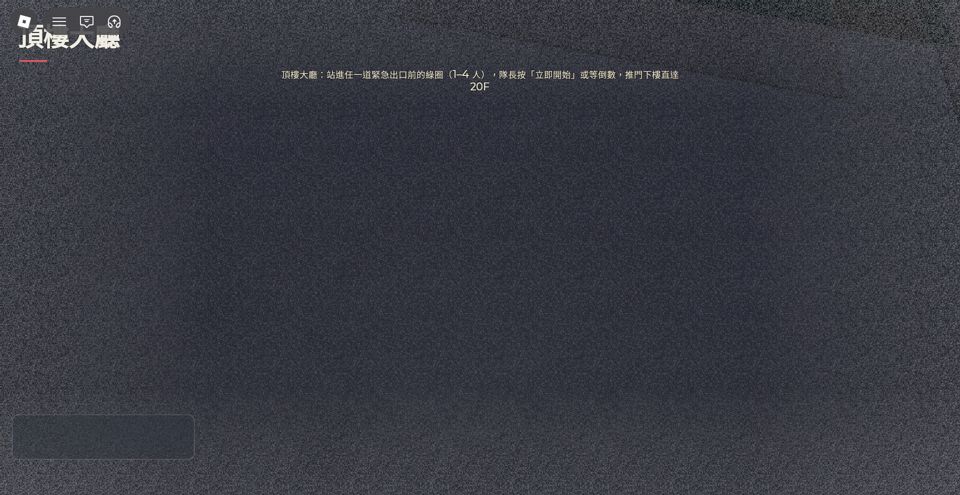 頂樓大廳
頂樓大廳：站進任一道緊急出口前的綠圈（1–4 人），隊長按「立即開始」或等倒數，推門下樓直達
20F